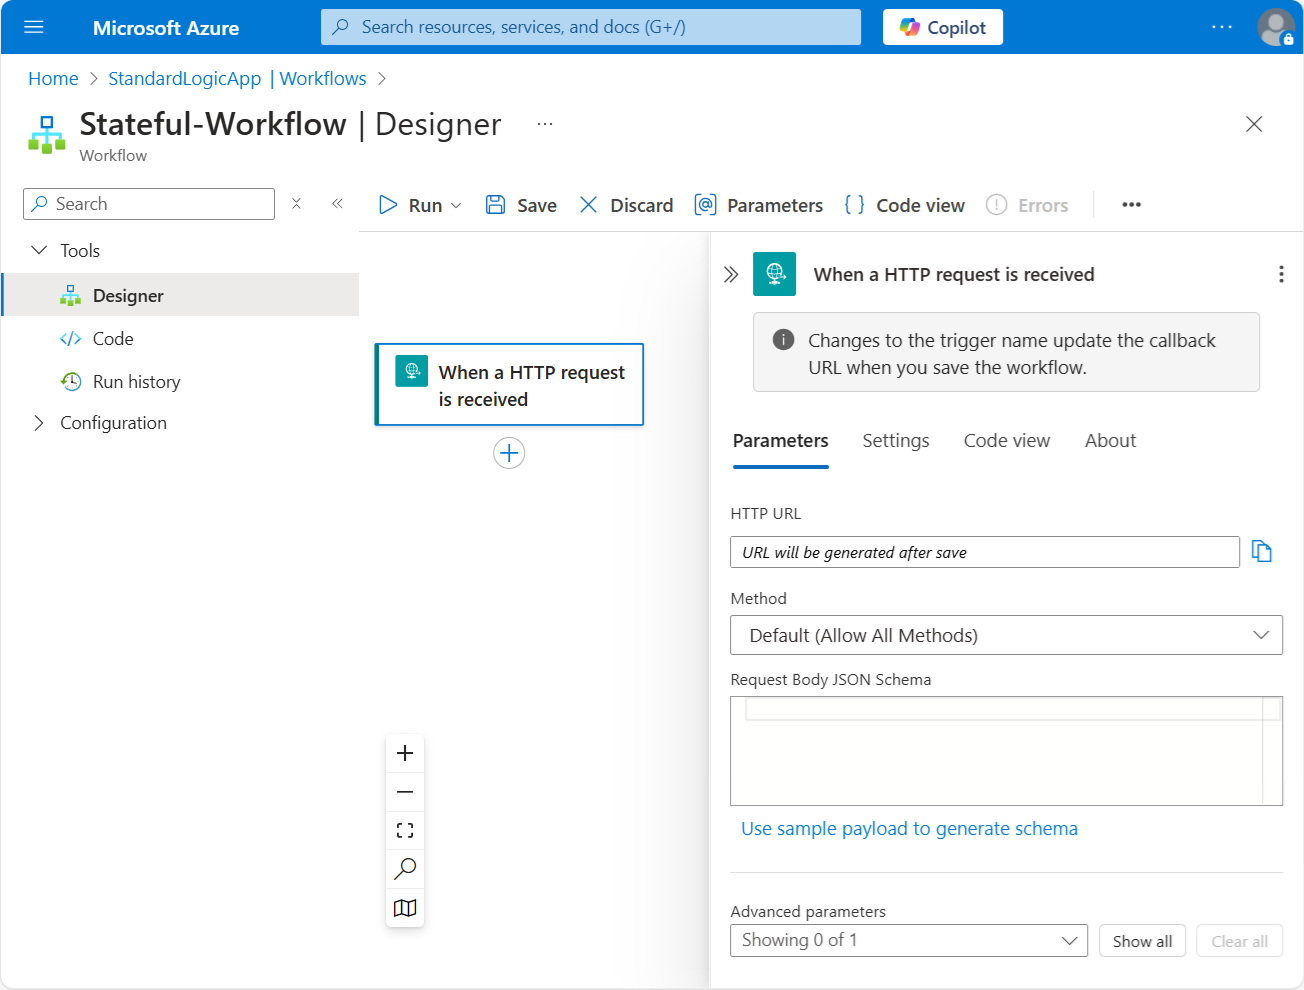 Microsoft Azure
Search resources, services, and docs (G+/)
Copilot
Home > StandardLogicApp | Workflows >
Stateful-Workflow | Designer ...
Workflow
Search
Run
Save
Discard
Parameters
Code view
Errors
Tools
Designer
Code
Run history
Configuration
When a HTTP request
is received
When a HTTP request is received
Changes to the trigger name update the callback
URL when you save the workflow.
Parameters
Settings
Code view
About
HTTP URL
URL will be generated after save
Method
Default (Allow All Methods)
Request Body JSON Schema
Use sample payload to generate schema
Advanced parameters
Showing 0 of 1
Show all
Clear all